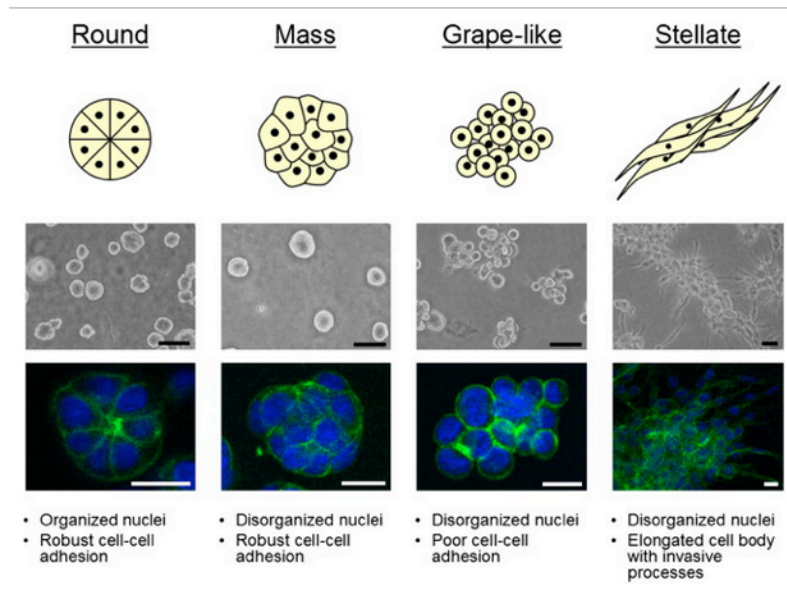 Round
Mass
Grape-like
Stellate
• Organized nuclei
• Robust cell-cell
adhesion
• Disorganized nuclei
• Robust cell-cell
adhesion
• Disorganized nuclei
• Poor cell-cell
adhesion
• Disorganized nuclei
• Elongated cell body
with invasive
processes